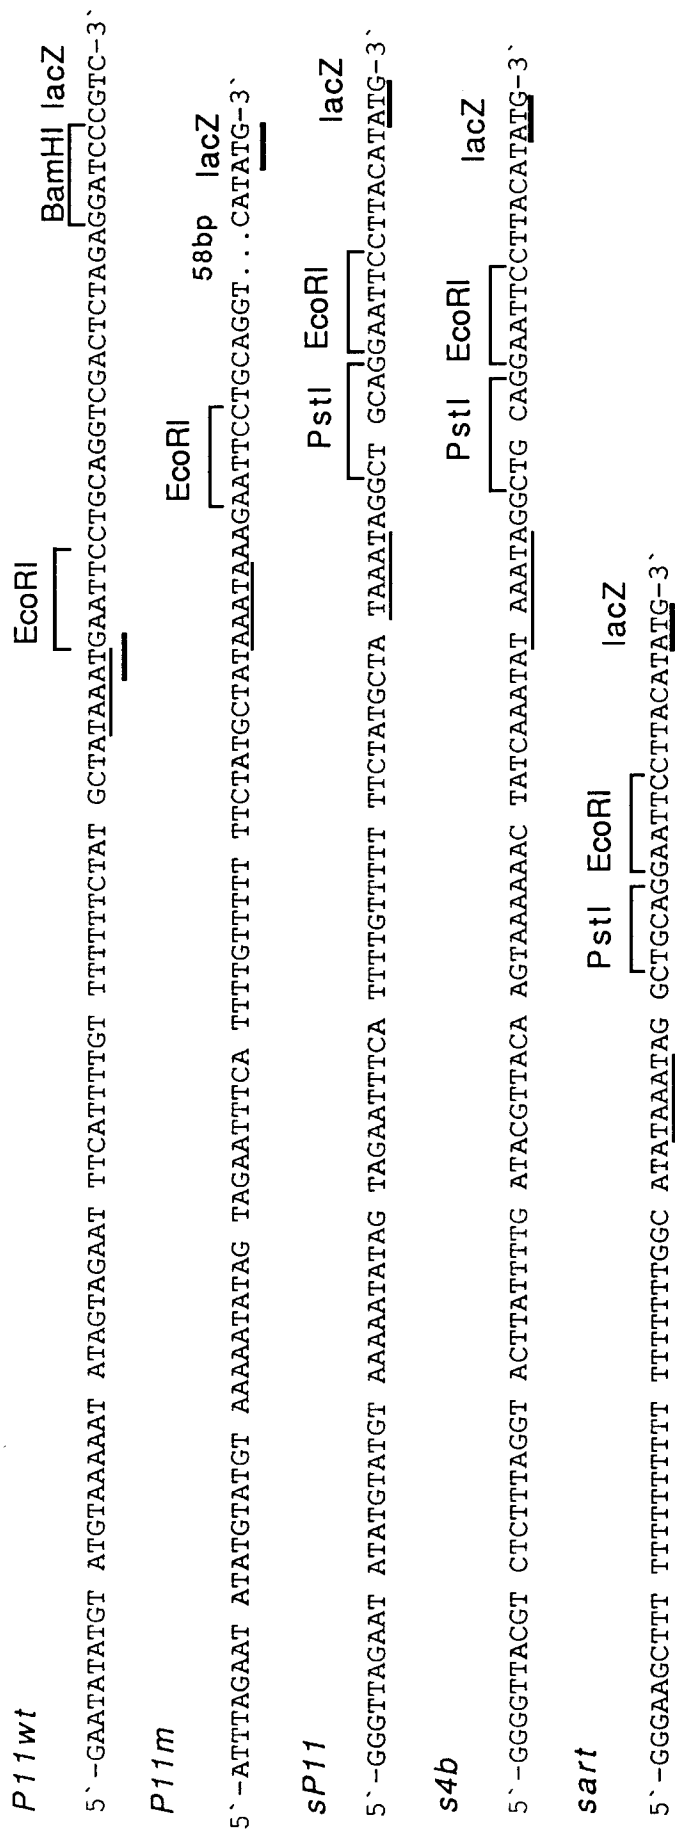 P11wt
EcoRI BamHI lacZ
5`-GAATATATGT ATGTAAAAAT ATAGTAGAAT TTCATTTTGT TTTTTTCTAT GCTATAAATGAATTCCTGCAGGTCGACTCTAGAGGATCCCGTC-3`
P11m
EcoRI 58bp lacZ
5`-ATTTAGAAT ATATGTATGT AAAAATATAG TAGAATTTCA TTTTGTTTTT TTCTATGCTATAAATAAAGAATTCCTGCAGGT...CATATG-3`
sP11
PstI EcoRI lacZ
5`-GGGTTAGAAT ATATGTATGT AAAAATATAG TAGAATTTCA TTTTGTTTTT TTCTATGCTA TAAATAGGCT GCAGGAATTCCTTACATATG-3`
s4b
PstI EcoRI lacZ
5`-GGGGTTACGT CTCTTTAGGT ACTTATTTTG ATACGTTACA AGTAAAAAAC TATCAAATAT AAATAGGCTG CAGGAATTCCTTACATATG-3`
sart
PstI EcoRI lacZ
5`-GGGAAGCTTT TTTTTTTTTT TTTTTTTGGC ATATAAATAG GCTGCAGGAATTCCTTACATATG-3`